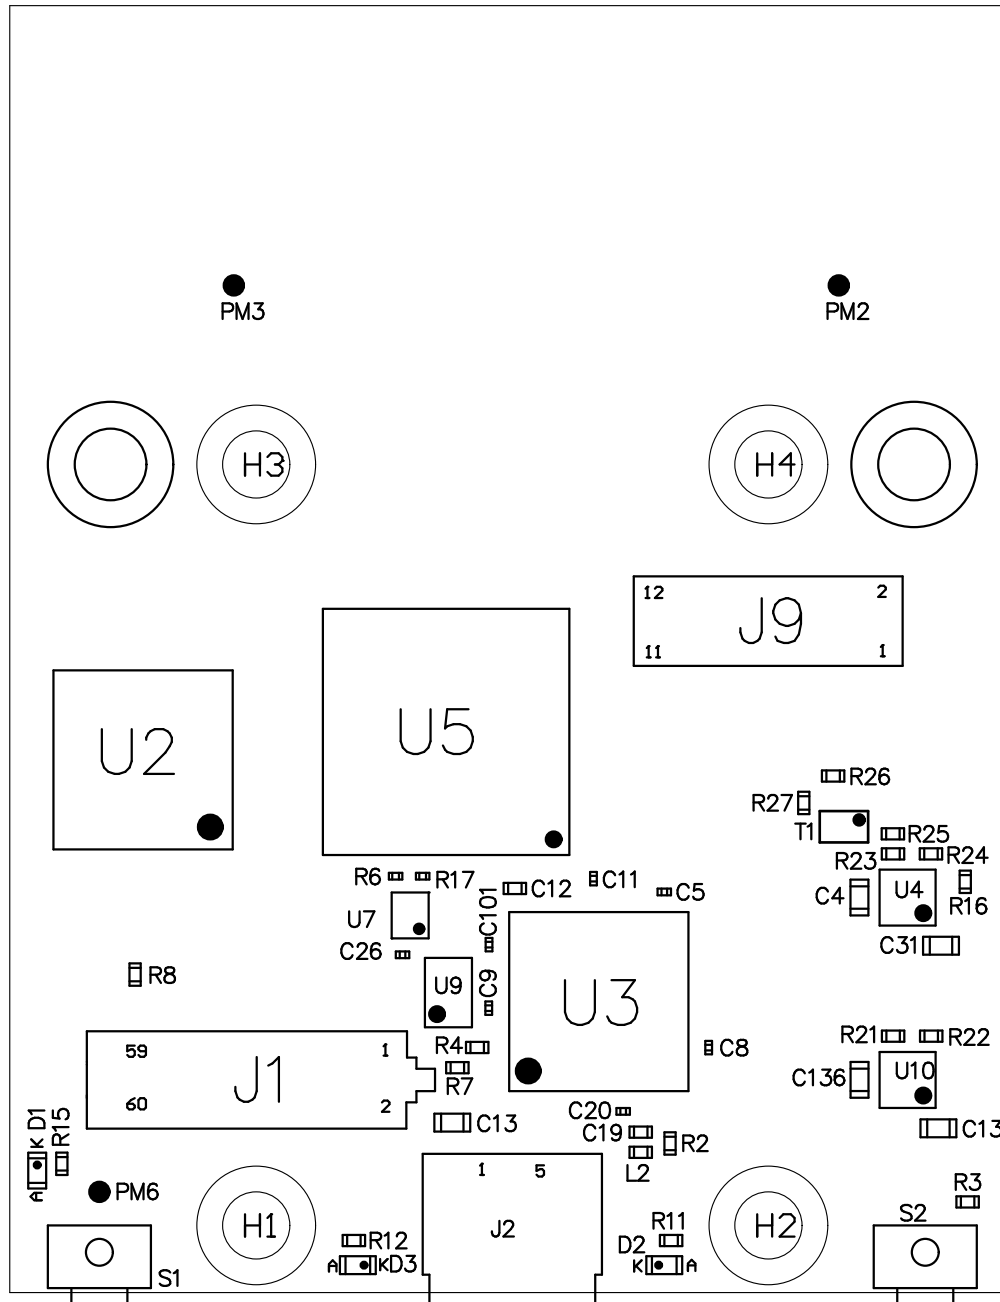 PM3
PM2
H3
H4
12
2
J9
11
1
U2
U5
R26
R27
T1
R25
R23
R24
R6
R17
C12
C11
C5
C4
U4
R16
U7
C101
C26
C31
R8
U9
C9
U3
59
1
R4
C8
R21
R22
J1
R7
C136
U10
60
2
C13
C20
C19
R2
C13
K
D1
R15
A
PM6
1
5
L2
R3
H1
J2
R11
H2
S2
R12
D2
A
K
D3
K
A
S1